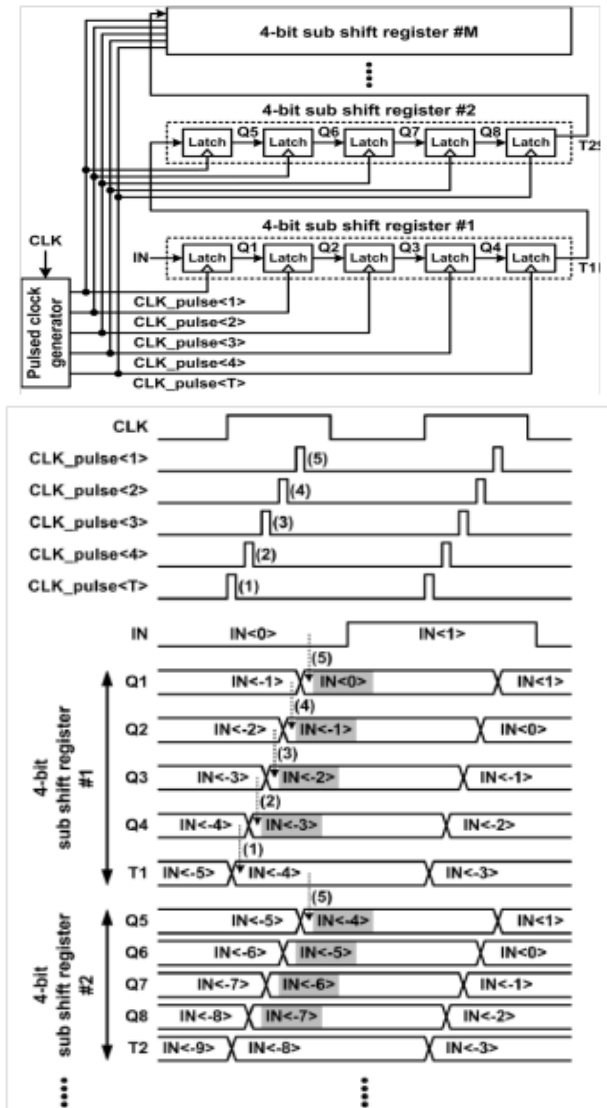 4-bit sub shift register #M
4-bit sub shift register #2
Q5 Q6 Q7 Q8
Latch Latch Latch Latch Latch
4-bit sub shift register #1
CLK
IN
Q1 Q2 Q3 Q4
Latch Latch Latch Latch Latch
Pulsed clock generator
CLK_pulse<1>
CLK_pulse<2>
CLK_pulse<3>
CLK_pulse<4>
CLK_pulse<T>
CLK
CLK_pulse<1> (5)
CLK_pulse<2> (4)
CLK_pulse<3> (3)
CLK_pulse<4> (2)
CLK_pulse<T> (1)
IN IN<0> IN<1>
(5)
4-bit sub shift register #1
Q1 IN<-1> IN<0> IN<1>
(4)
Q2 IN<-2> IN<-1> IN<0>
(3)
Q3 IN<-3> IN<-2> IN<-1>
(2)
Q4 IN<-4> IN<-3> IN<-2>
(1)
T1 IN<-5> IN<-4> IN<-3>
(5)
4-bit sub shift register #2
Q5 IN<-5> IN<-4> IN<1>
Q6 IN<-6> IN<-5> IN<0>
Q7 IN<-7> IN<-6> IN<-1>
Q8 IN<-8> IN<-7> IN<-2>
T2 IN<-9> IN<-8> IN<-3>